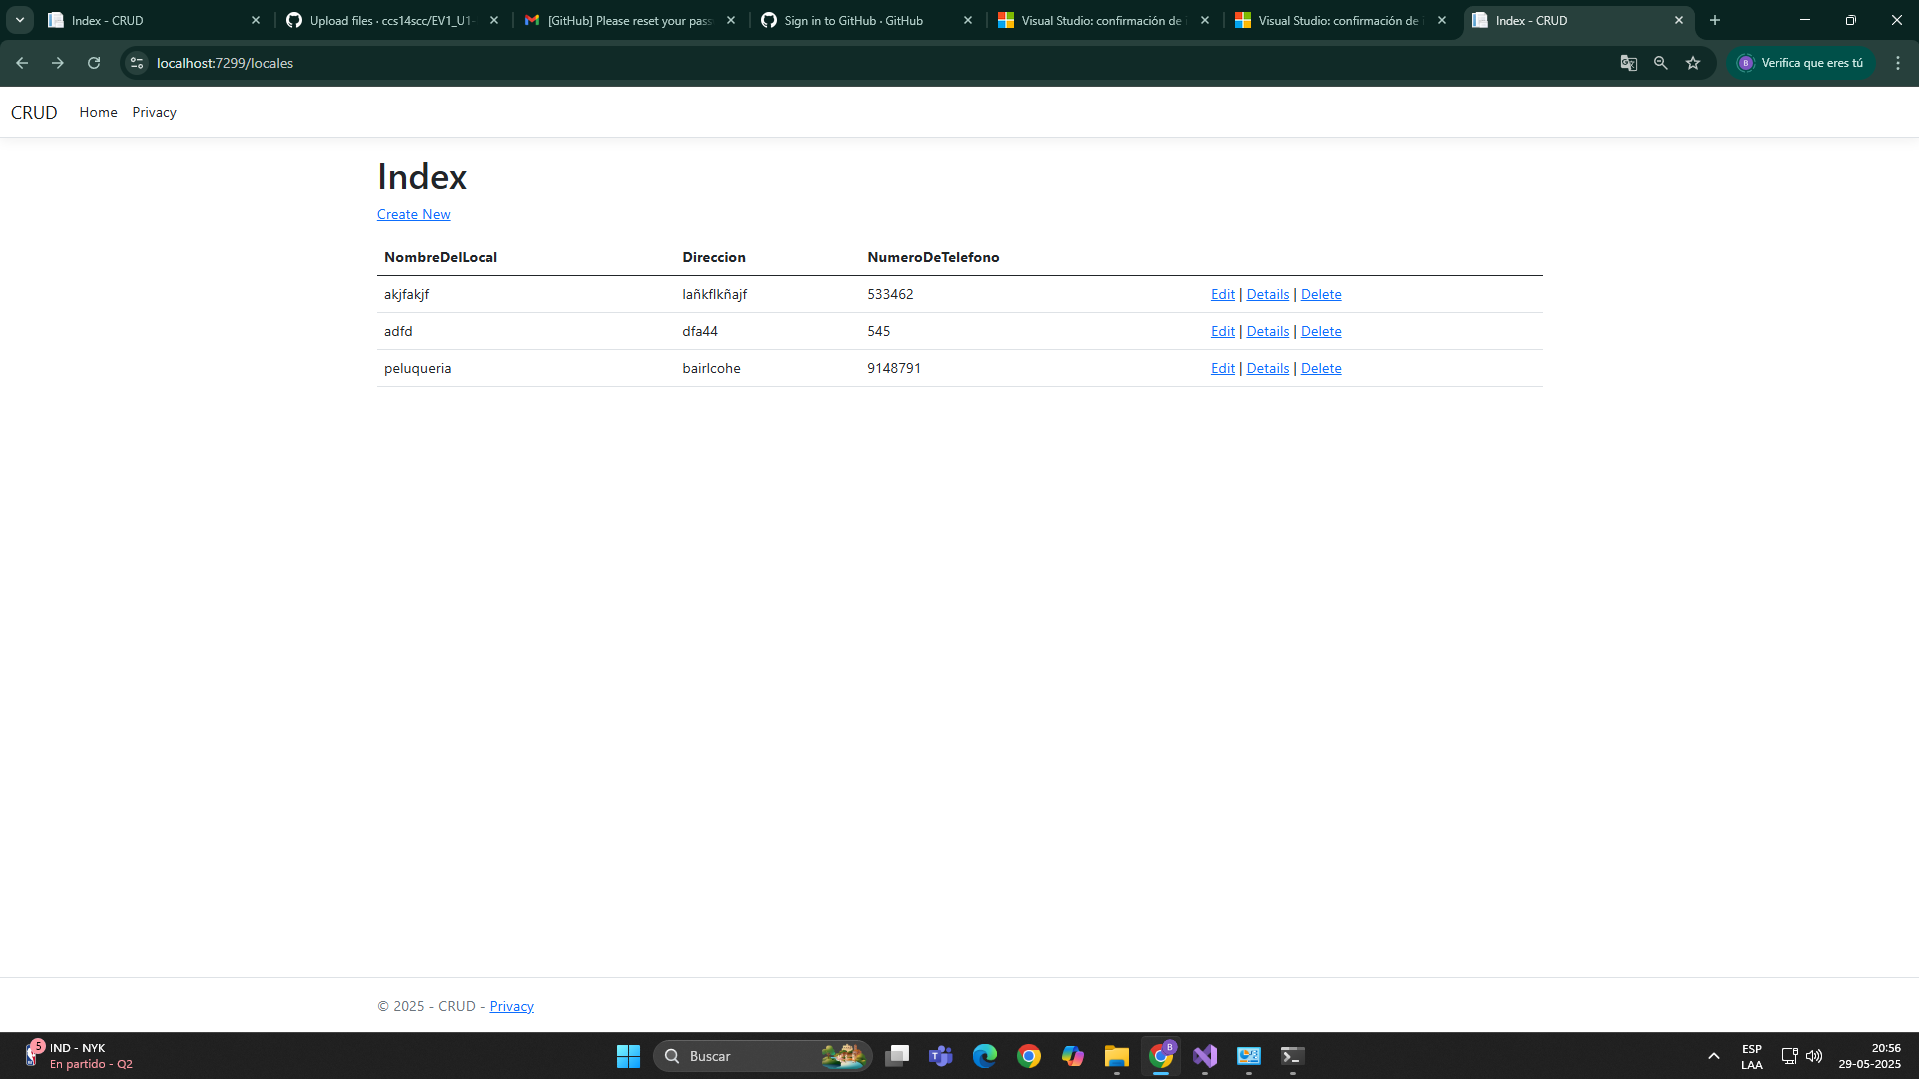 Index - CRUD
Upload files · ccs14scc/EV1_U1-
[GitHub] Please reset your pass
Sign in to GitHub · GitHub
Visual Studio: confirmación de
Visual Studio: confirmación de
Index - CRUD
localhost:7299/locales
B
Verifica que eres tú
CRUD
Home
Privacy
Index
Create New
NombreDelLocal Direccion NumeroDeTelefono
akjfakjf lañkflkñajf 533462 Edit | Details | Delete
adfd dfa44 545 Edit | Details | Delete
peluqueria bairlcohe 9148791 Edit | Details | Delete
© 2025 - CRUD - Privacy
5
IND - NYK
En partido - Q2
Buscar
B
ESP
LAA
20:56
29-05-2025